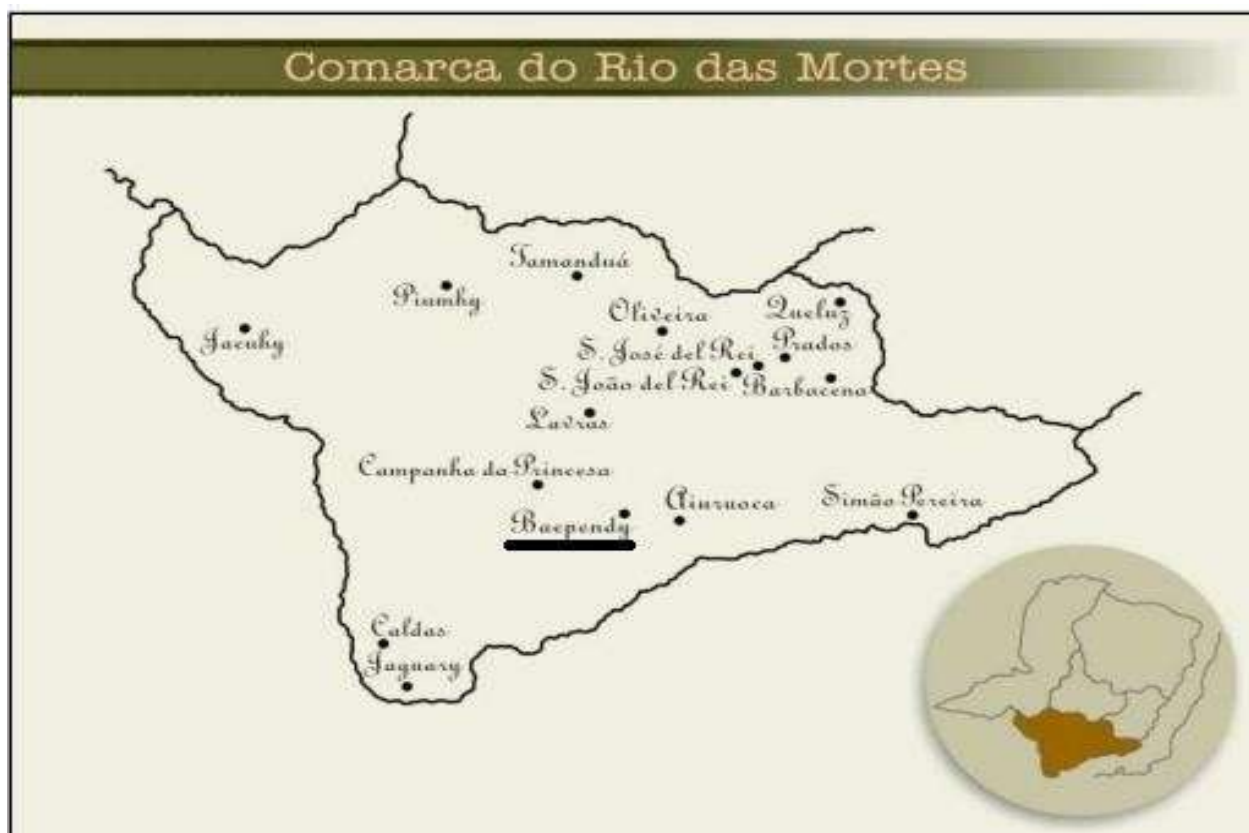 Comarca do Rio das Mortes
Tamanduá
Piumhy
Oliveira
Queluz
Jacuhy
S. José del Rei
Prados
S. João del Rei
Barbacena
Lavras
Campanha da Princesa
Simão Pereira
Aiuruoca
Baependy
Caldas
Jaguary